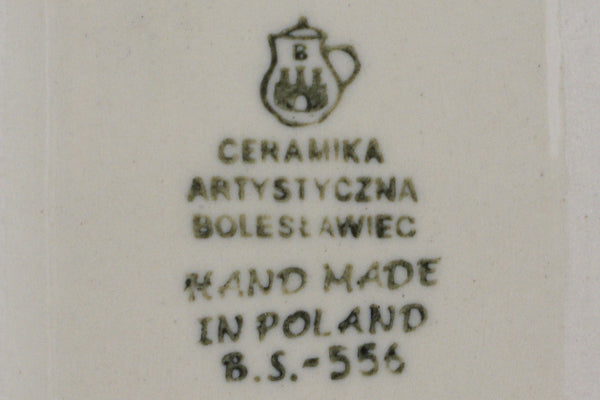 B
CERAMIKA
ARTYSTYCZNA
BOLESŁAWIEC
HAND MADE
IN POLAND
B.S.-556